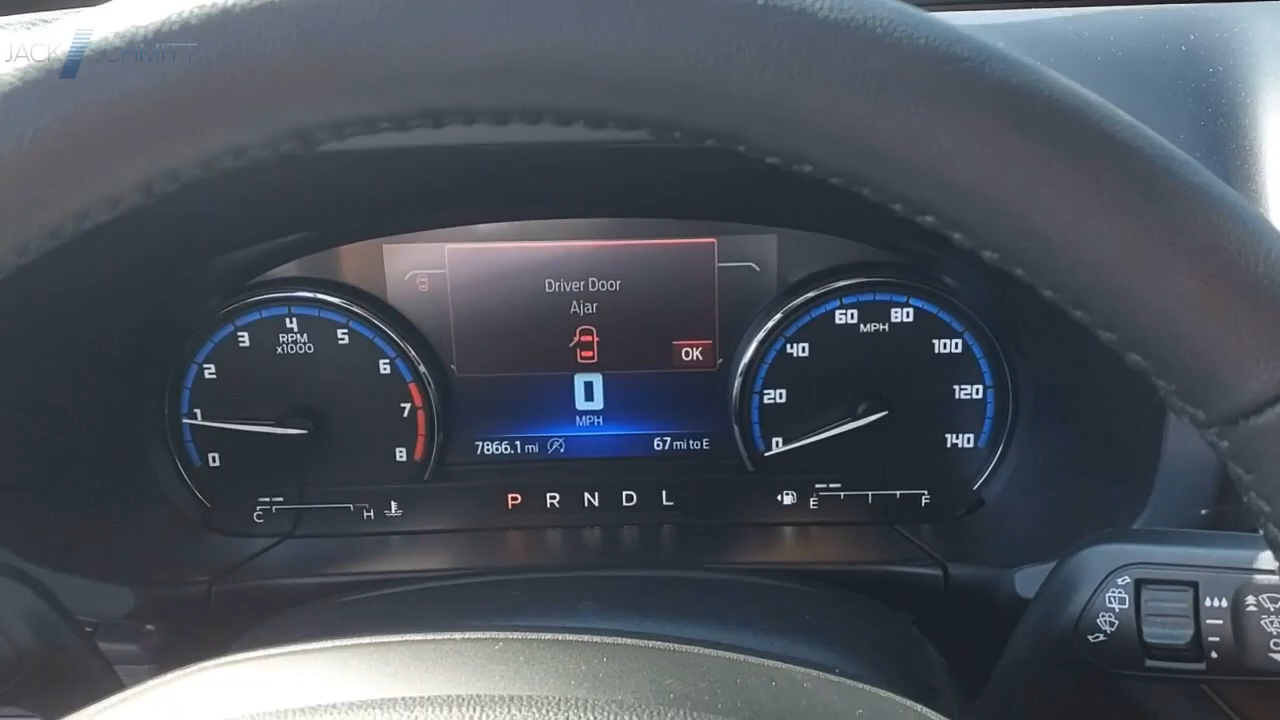 JACK SCHMITT
Driver Door
Ajar
OK
0
MPH
7866.1 mi
67 mi to E
0
1
2
3
4
5
6
7
8
RPM
x1000
0
20
40
60
80
100
120
140
MPH
C
H
P R N D L
E
F